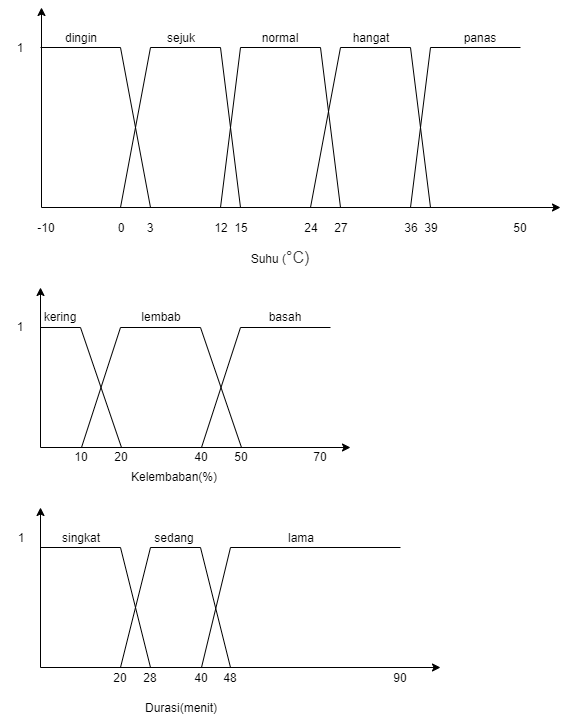 dingin sejuk normal hangat panas
1
-10 0 3 12 15 24 27 36 39 50
Suhu (°C)
kering lembab basah
1
10 20 40 50 70
Kelembaban(%)
singkat sedang lama
1
20 28 40 48 90
Durasi(menit)